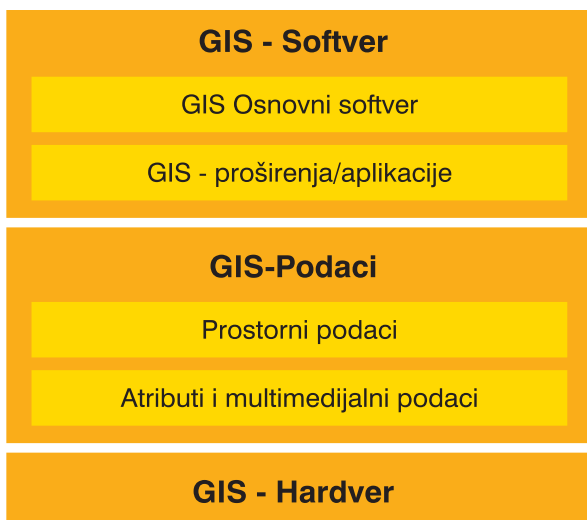 GIS - Softver
GIS Osnovni softver
GIS - proširenja/aplikacije
GIS-Podaci
Prostorni podaci
Atributi i multimedijalni podaci
GIS - Hardver